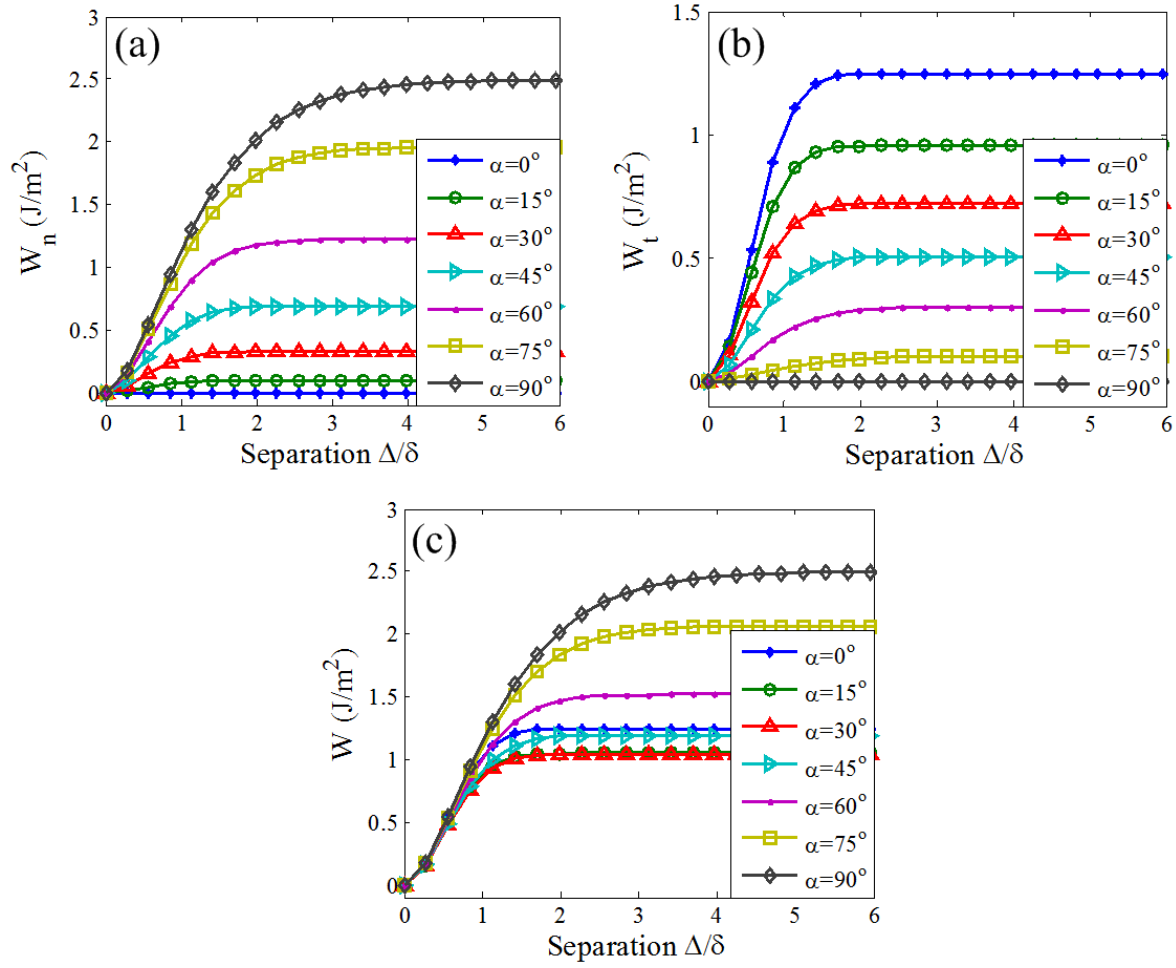 (a)
3
2.5
2
1.5
1
0.5
0
W_n (J/m^2)
0 1 2 3 4 5 6
Separation Δ/δ
α=0°
α=15°
α=30°
α=45°
α=60°
α=75°
α=90°
(b)
1.5
1
0.5
0
W_t (J/m^2)
0 1 2 3 4 5 6
Separation Δ/δ
α=0°
α=15°
α=30°
α=45°
α=60°
α=75°
α=90°
(c)
3
2.5
2
1.5
1
0.5
0
W (J/m^2)
0 1 2 3 4 5 6
Separation Δ/δ
α=0°
α=15°
α=30°
α=45°
α=60°
α=75°
α=90°